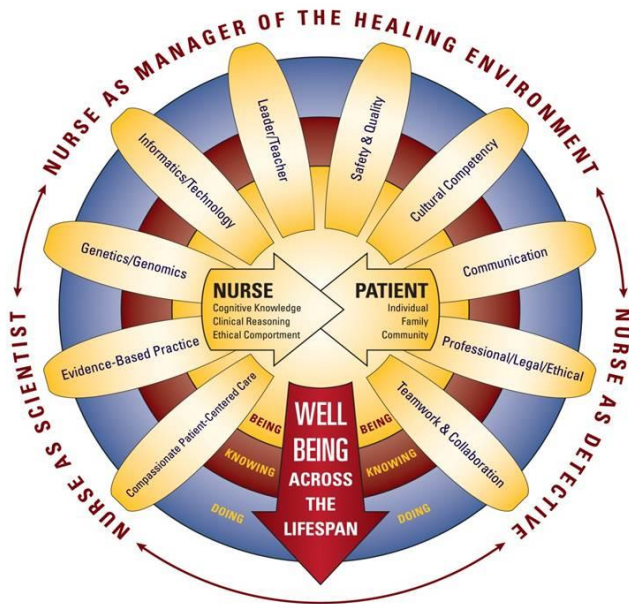 NURSE AS MANAGER OF THE HEALING ENVIRONMENT
NURSE AS SCIENTIST
NURSE AS DETECTIVE
Compassionate Patient-Centered Care
Evidence-Based Practice
Genetics/Genomics
Informatics/Technology
Leader/Teacher
Safety & Quality
Cultural Competency
Communication
Professional/Legal/Ethical
Teamwork & Collaboration
NURSE
Cognitive Knowledge
Clinical Reasoning
Ethical Comportment
PATIENT
Individual
Family
Community
WELL
BEING
ACROSS
THE
LIFESPAN
BEING
BEING
KNOWING
KNOWING
DOING
DOING